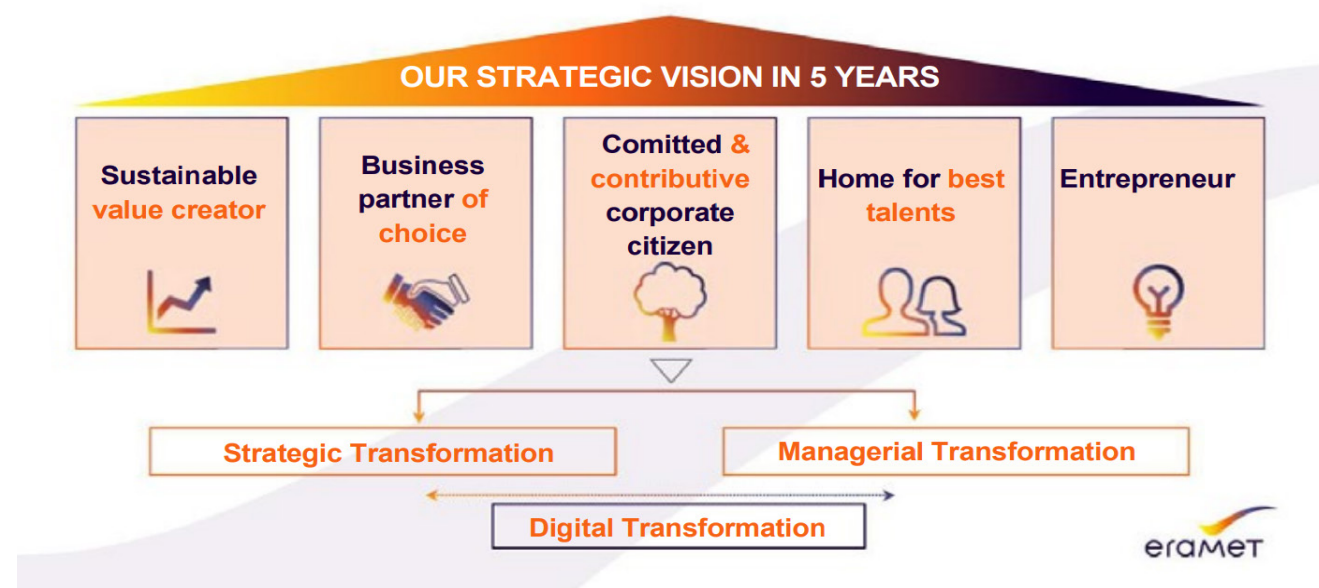 OUR STRATEGIC VISION IN 5 YEARS
Sustainable
value creator
Business
partner of
choice
Comitted &
contributive
corporate
citizen
Home for best
talents
Entrepreneur
Strategic Transformation
Managerial Transformation
Digital Transformation
eramet